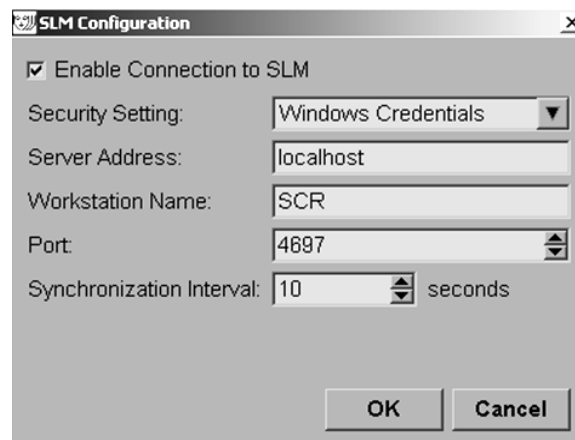 SLM Configuration
Enable Connection to SLM
Security Setting: Windows Credentials
Server Address: localhost
Workstation Name: SCR
Port: 4697
Synchronization Interval: 10 seconds
OK Cancel